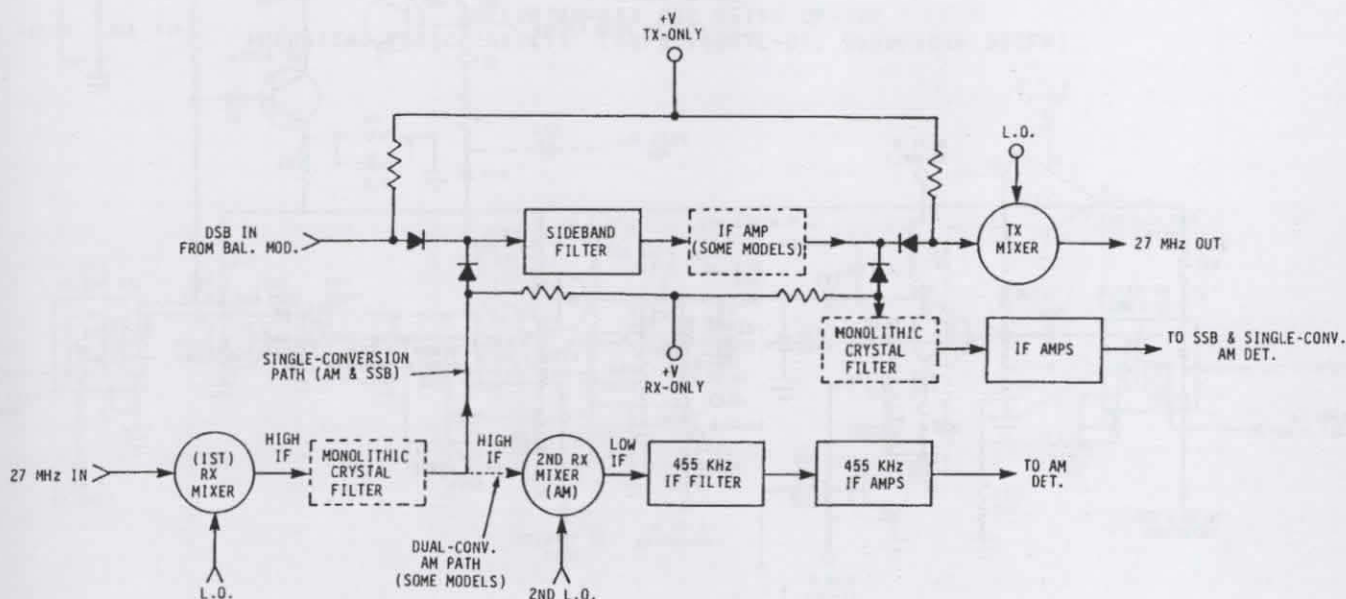 +V
TX-ONLY
L.O.
DSB IN
FROM BAL. MOD.
SIDEBAND
FILTER
IF AMP
(SOME MODELS)
TX
MIXER
27 MHz OUT
SINGLE-CONVERSION
PATH (AM & SSB)
+V
RX-ONLY
MONOLITHIC
CRYSTAL
FILTER
IF AMPS
TO SSB & SINGLE-CONV.
AM DET.
27 MHz IN
(1ST)
RX
MIXER
HIGH
IF
MONOLITHIC
CRYSTAL
FILTER
HIGH
IF
2ND RX
MIXER
(AM)
LOW
IF
455 KHz
IF FILTER
455 KHz
IF AMPS
TO AM
DET.
DUAL-CONV.
AM PATH
(SOME MODELS)
L.O.
2ND L.O.